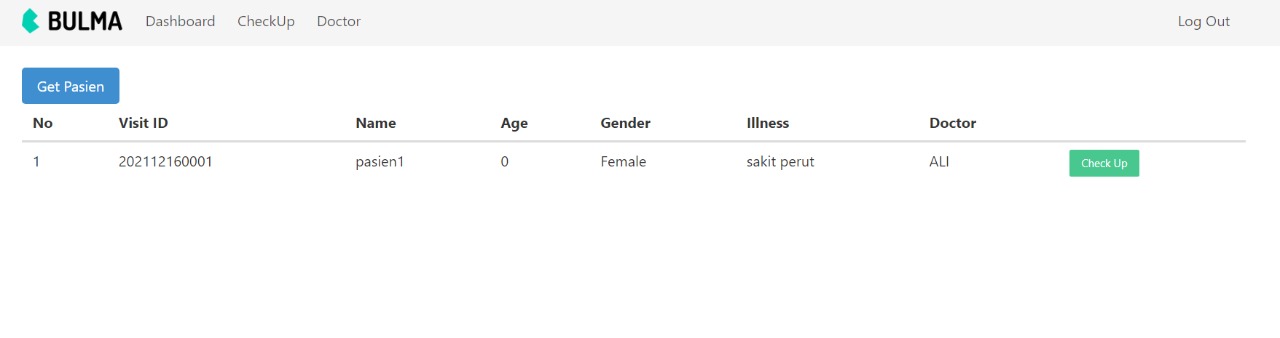 BULMA Dashboard CheckUp Doctor Log Out
Get Pasien
No Visit ID Name Age Gender Illness Doctor
1 202112160001 pasien1 0 Female sakit perut ALI Check Up